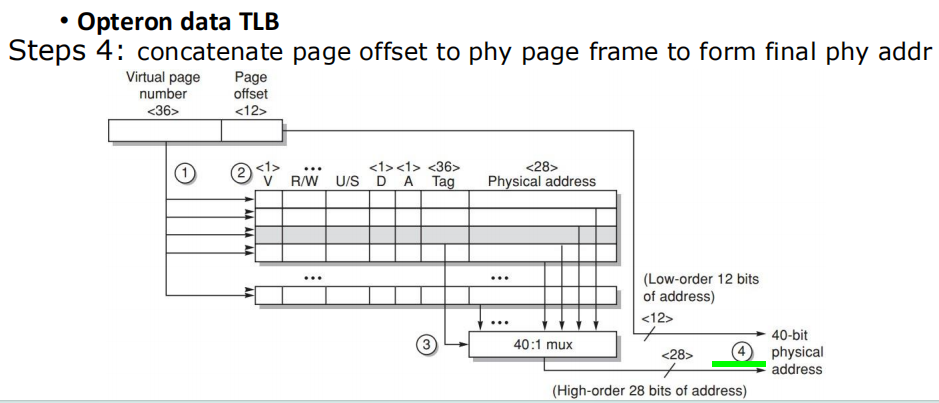 • Opteron data TLB
Steps 4: concatenate page offset to phy page frame to form final phy addr
Virtual page number <36>
Page offset <12>
1
2
<1> ••• <1> <1> <36> <28>
V R/W U/S D A Tag Physical address
••• •••
(Low-order 12 bits of address)
<12>
•••
3
40:1 mux
<28>
4
40-bit physical address
(High-order 28 bits of address)